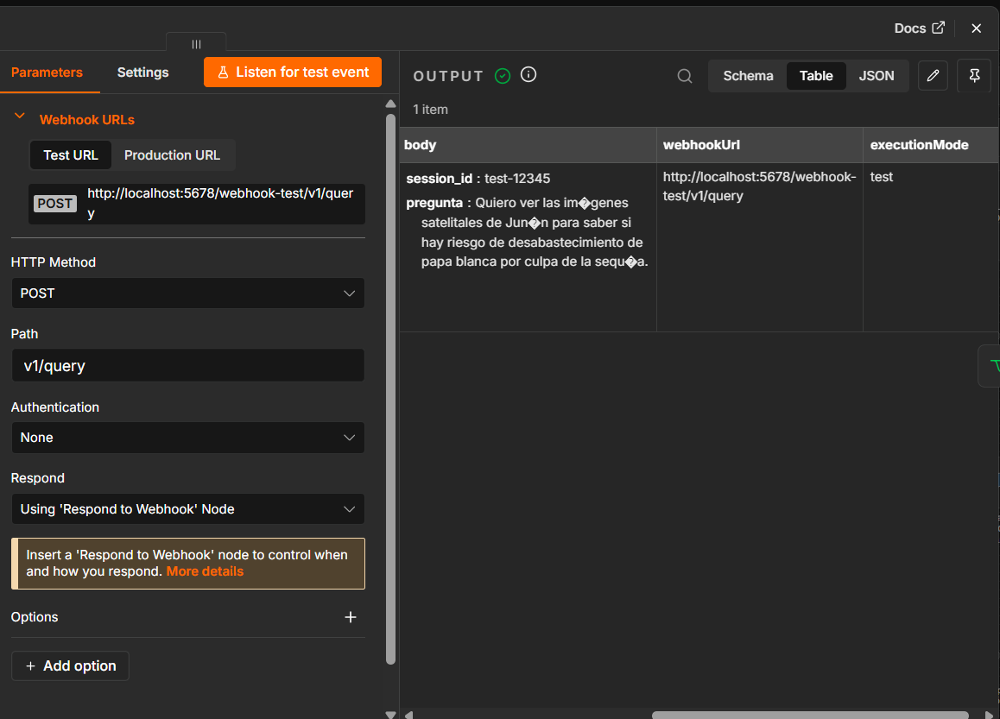 Docs
Parameters
Settings
Listen for test event
Webhook URLs
Test URL
Production URL
POST
http://localhost:5678/webhook-test/v1/quer
y
HTTP Method
POST
Path
v1/query
Authentication
None
Respond
Using 'Respond to Webhook' Node
Insert a 'Respond to Webhook' node to control when
and how you respond. More details
Options
Add option
OUTPUT
Schema
Table
JSON
1 item
body
webhookUrl
executionMode
session_id : test-12345
pregunta : Quiero ver las im�genes
satelitales de Jun�n para saber si
hay riesgo de desabastecimiento de
papa blanca por culpa de la sequ�a.
http://localhost:5678/webhook-
test/v1/query
test